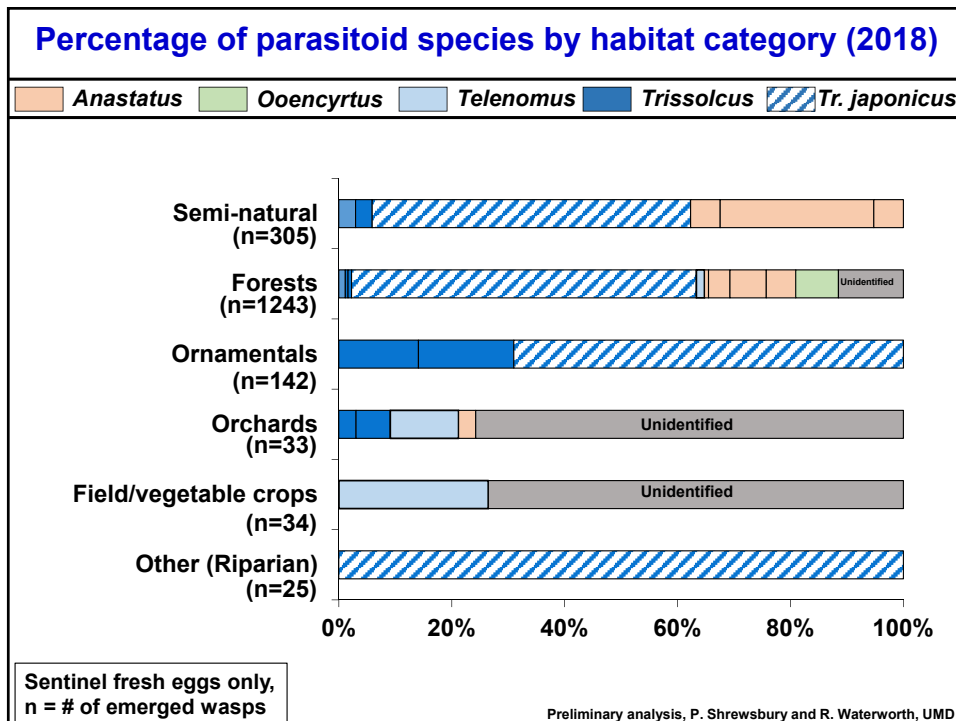 Percentage of parasitoid species by habitat category (2018)
Anastatus Ooencyrtus Telenomus Trissolcus Tr. japonicus
Semi-natural
(n=305)
Forests
(n=1243)
Unidentified
Ornamentals
(n=142)
Orchards
(n=33)
Unidentified
Field/vegetable crops
(n=34)
Unidentified
Other (Riparian)
(n=25)
0% 20% 40% 60% 80% 100%
Sentinel fresh eggs only,
n = # of emerged wasps
Preliminary analysis, P. Shrewsbury and R. Waterworth, UMD